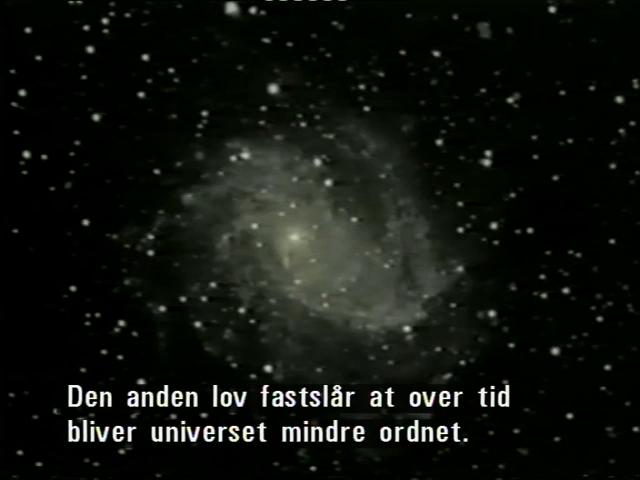 Den anden lov fastslår at over tid
bliver universet mindre ordnet.